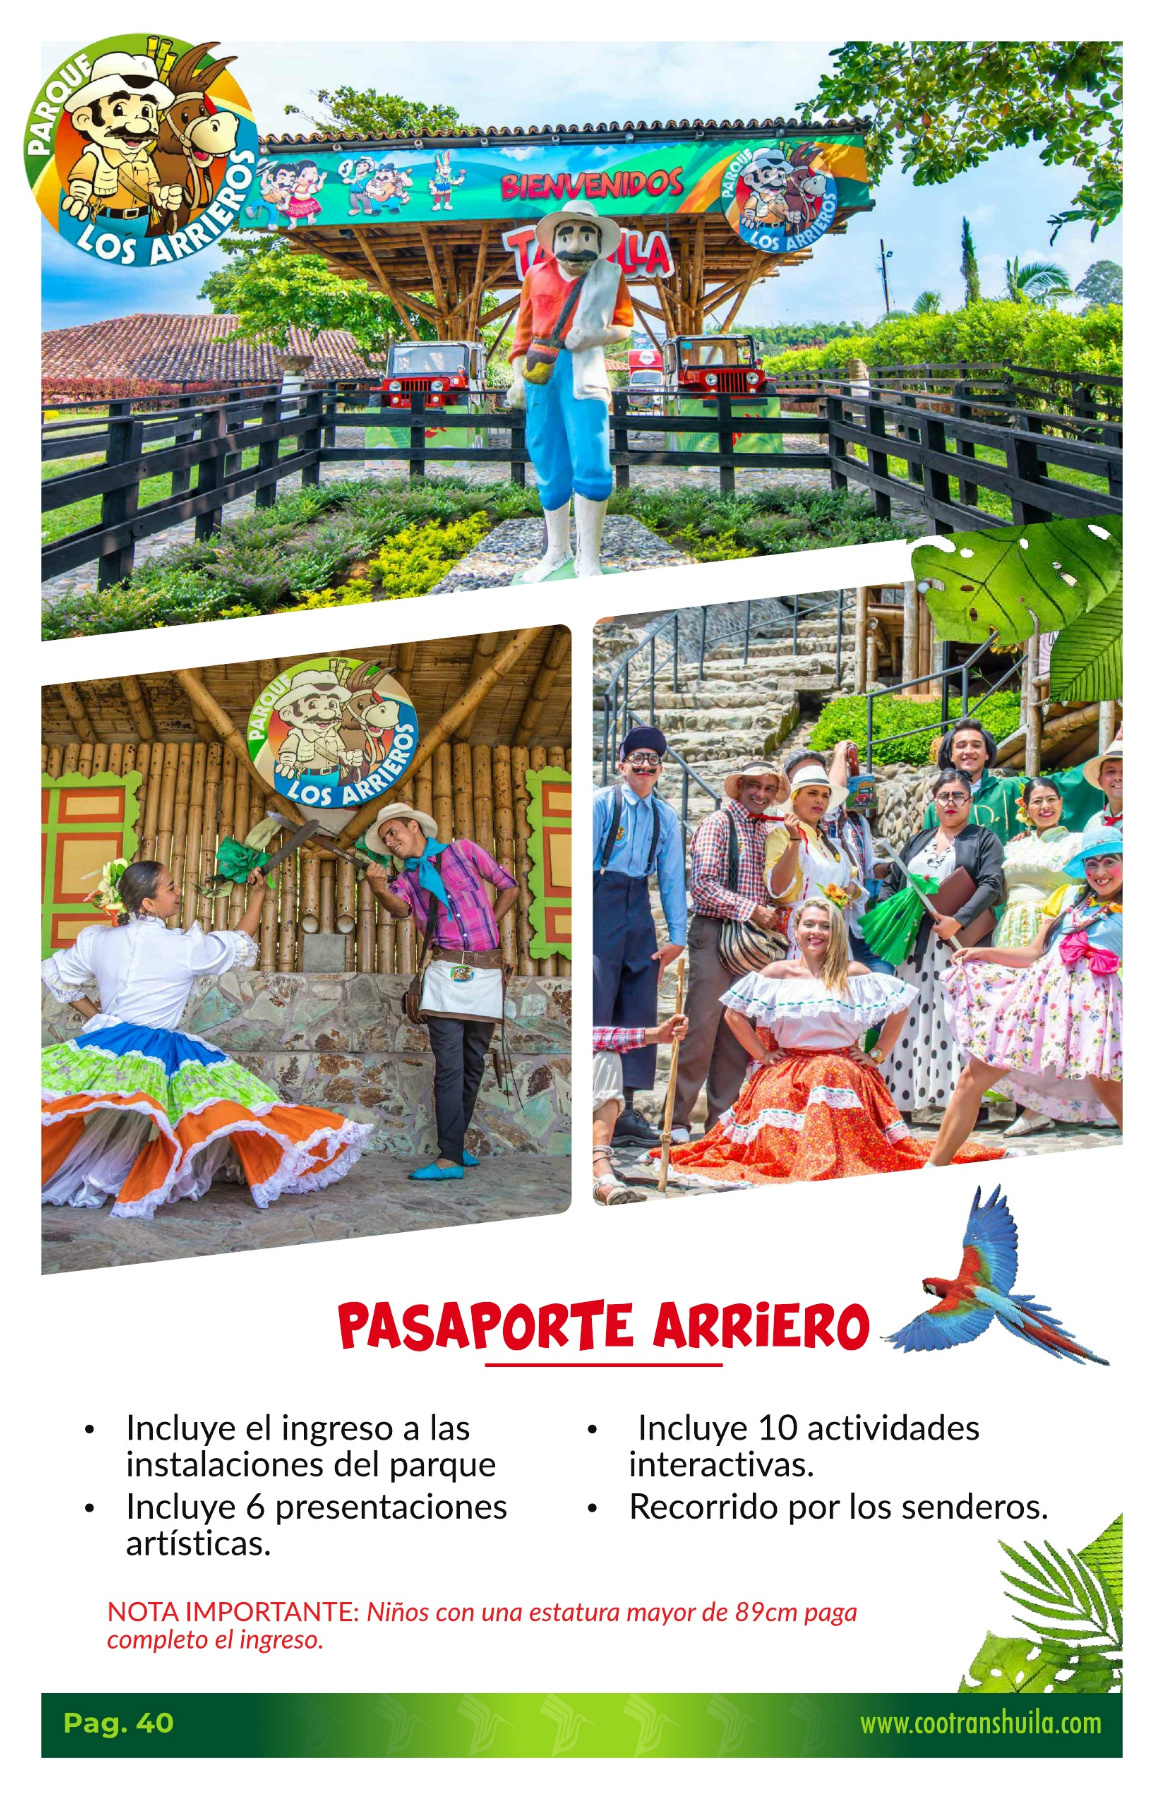 PARQUE
LOS ARRIEROS
BIENVENIDOS
PARQUE
LOS ARRIEROS
PARQUE
LOS ARRIEROS
PASAPORTE ARRiERO
• Incluye el ingreso a las
instalaciones del parque
• Incluye 6 presentaciones
artísticas.
• Incluye 10 actividades
interactivas.
• Recorrido por los senderos.
NOTA IMPORTANTE: Niños con una estatura mayor de 89cm paga
completo el ingreso.
Pag. 40
www.cootranshuila.com